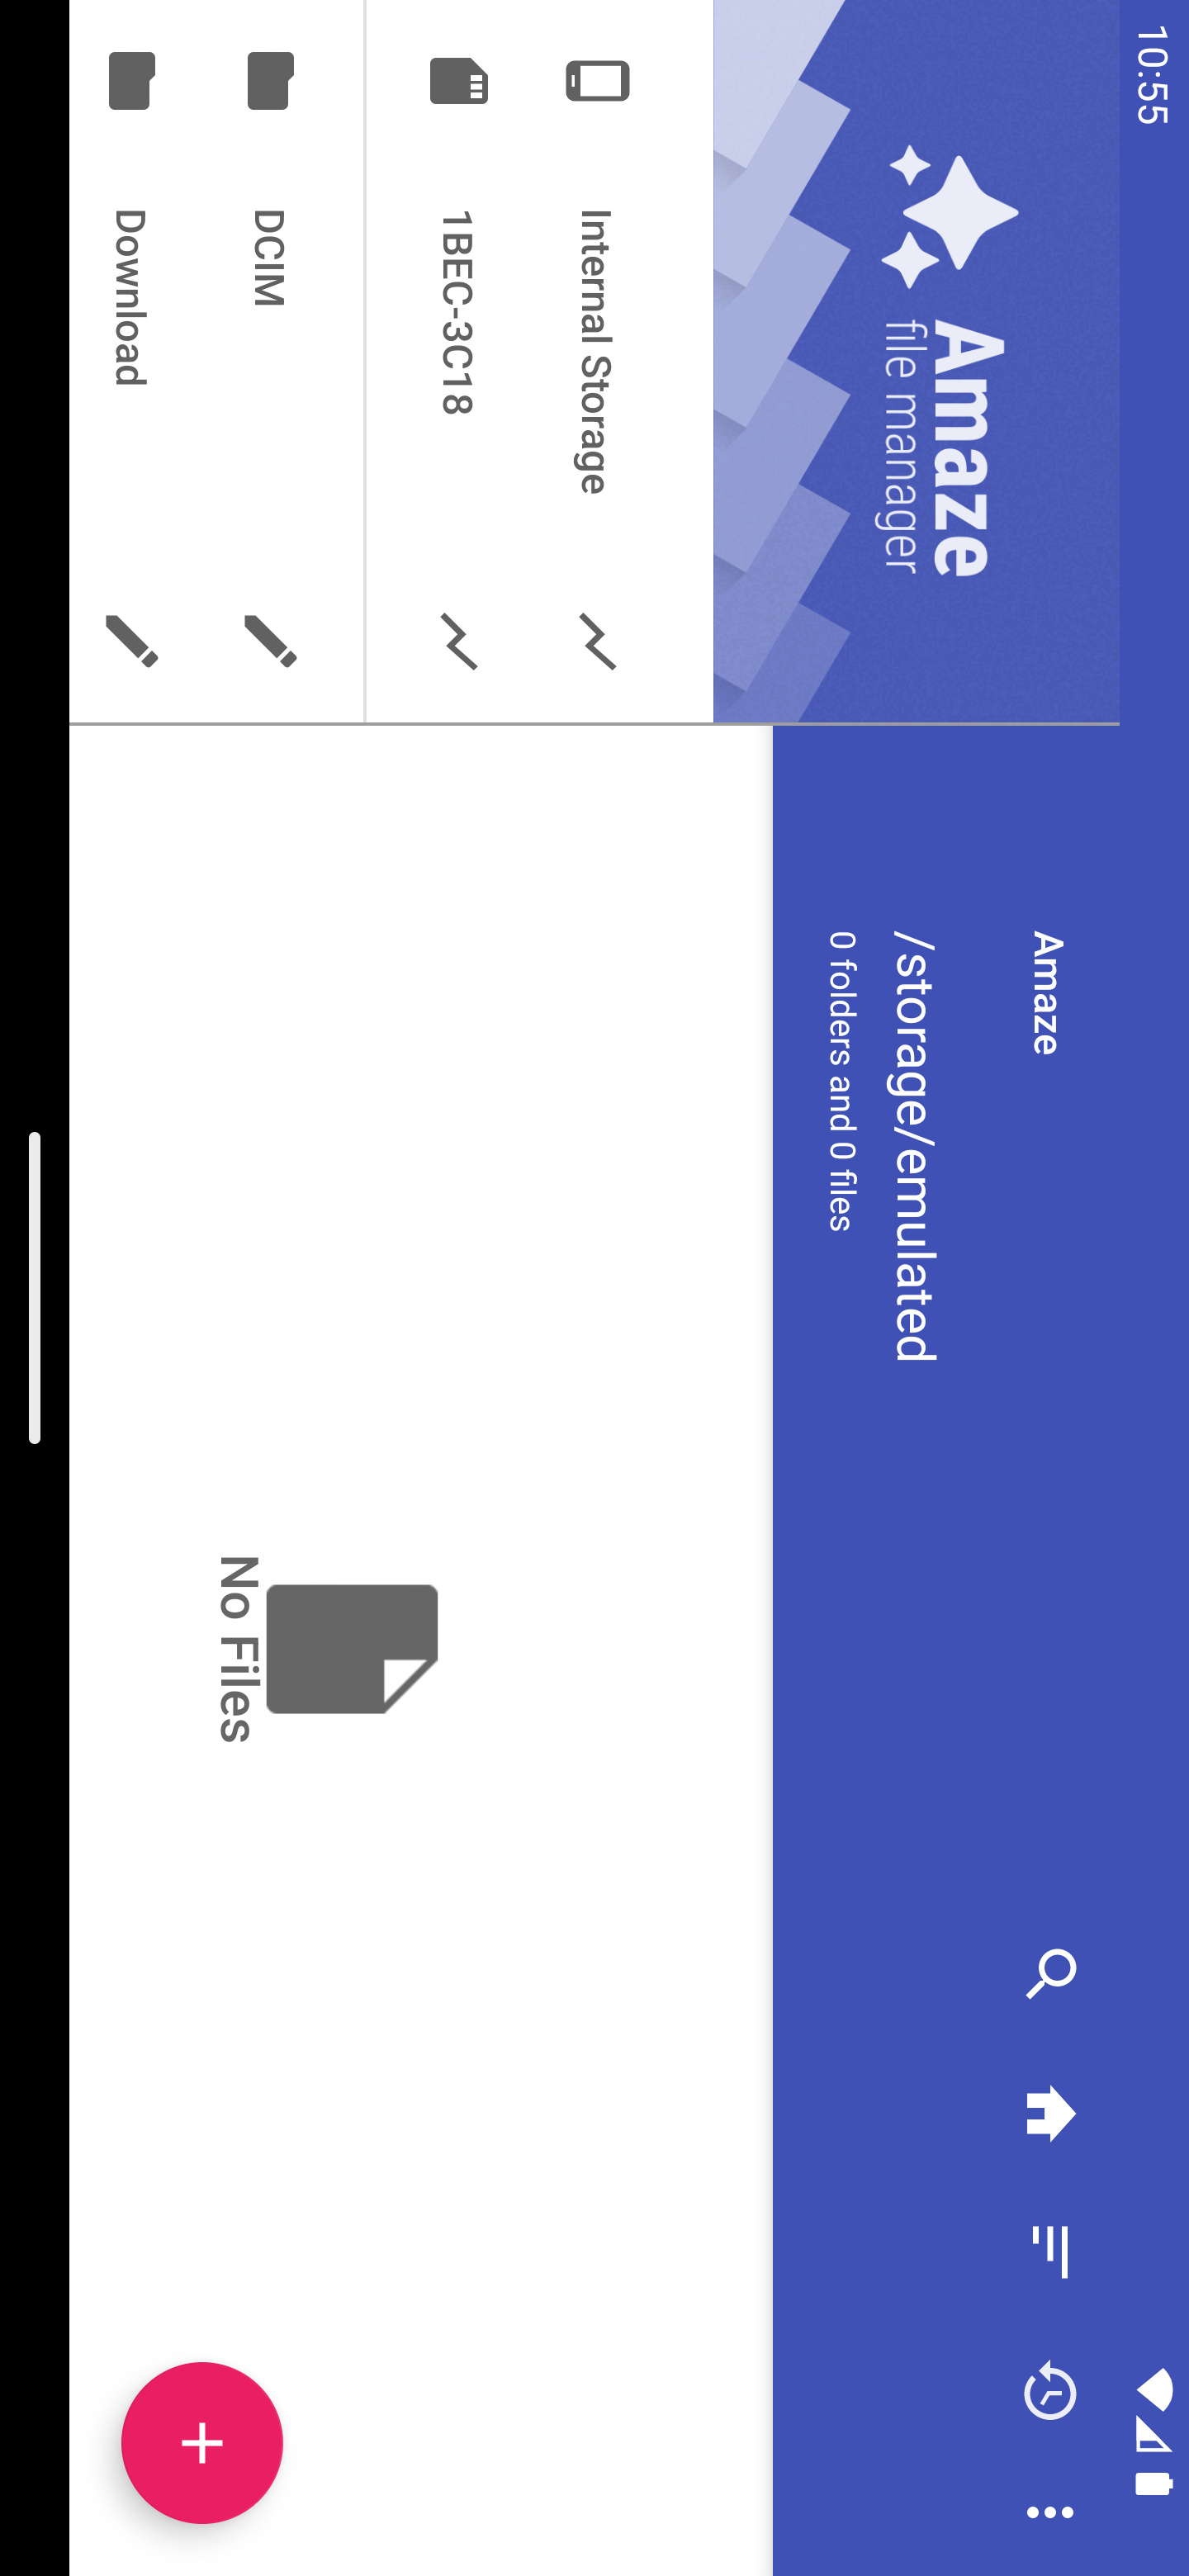 10:55
Amaze
file manager
Internal Storage
1BEC-3C18
DCIM
Download
Amaze
/storage/emulated
0 folders and 0 files
No Files